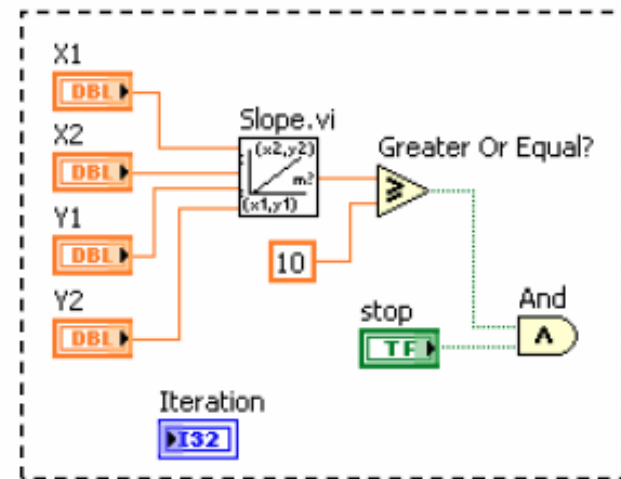 X1
DBL
X2
DBL
Y1
DBL
Y2
DBL
Slope.vi
(x2,y2)
m?
(x1,y1)
Greater Or Equal?
≥
10
stop
TF
And
∧
Iteration
I32